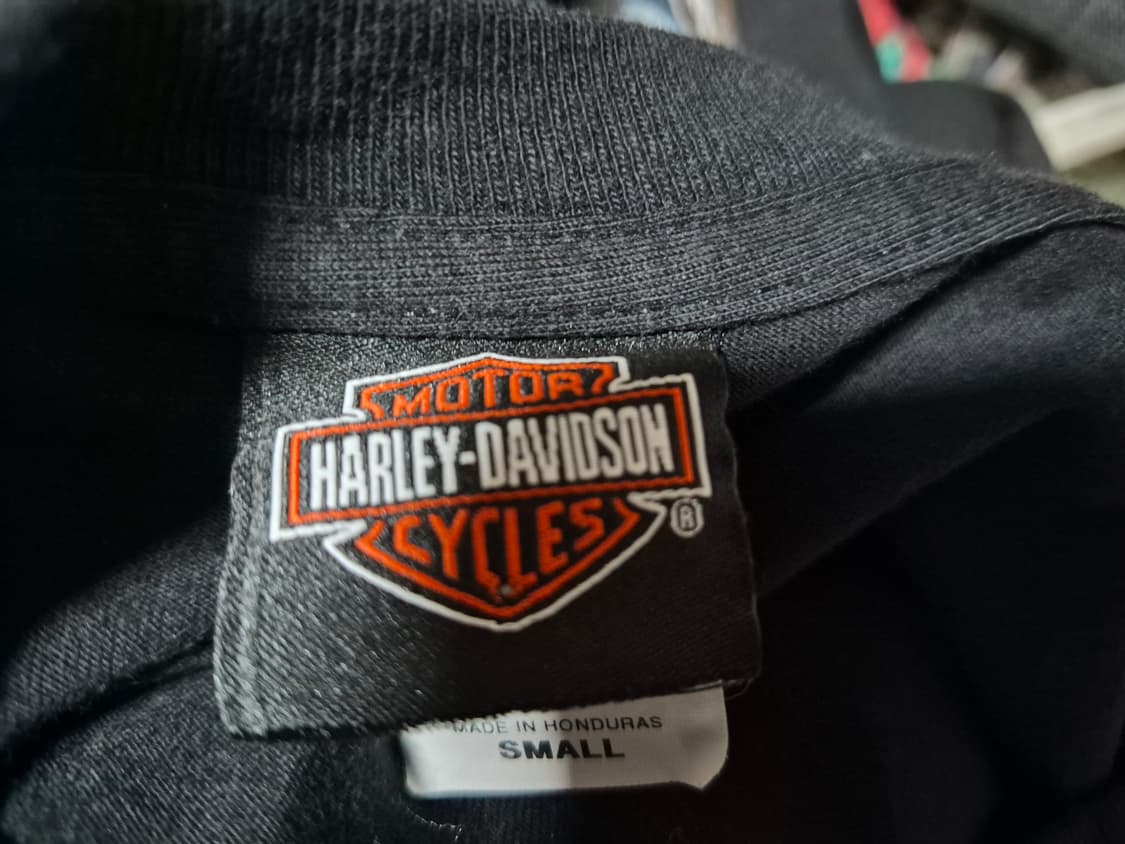 MOTOR
HARLEY-DAVIDSON
CYCLES
®
MADE IN HONDURAS
SMALL